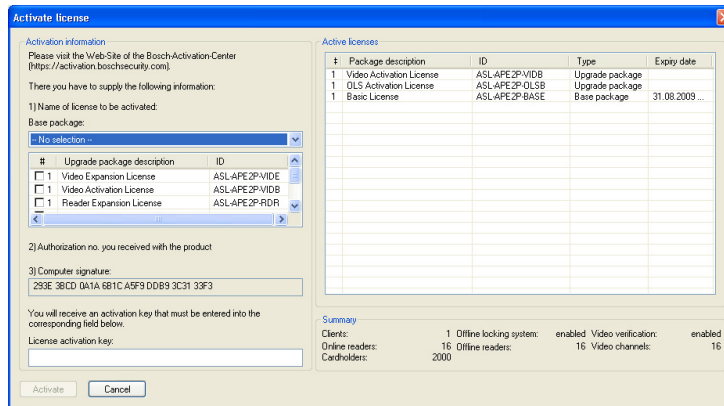 Activate license
Activation information
Please visit the Web-Site of the Bosch-Activation-Center
(https://activation.boschsecurity.com).
There you have to supply the following information:
1) Name of license to be activated:
Base package:
-- No selection --
# Upgrade package description ID
1 Video Expansion License ASL-APE2P-VIDE
1 Video Activation License ASL-APE2P-VIDB
1 Reader Expansion License ASL-APE2P-RDR
2) Authorization no. you received with the product
3) Computer signature:
293E 3BCD 0A1A 6B1C A5F9 DDB9 3C31 33F3
You will receive an activation key that must be entered into the
corresponding field below.
License activation key:
Activate Cancel
Active licenses
‡ Package description ID Type Expiry date
1 Video Activation License ASL-APE2P-VIDB Upgrade package
1 OLS Activation License ASL-APE2P-OLSB Upgrade package
1 Basic License ASL-APE2P-BASE Base package 31.08.2009 ...
Summary
Clients: 1 Offline locking system: enabled Video verification: enabled
Online readers: 16 Offline readers: 16 Video channels: 16
Cardholders: 2000